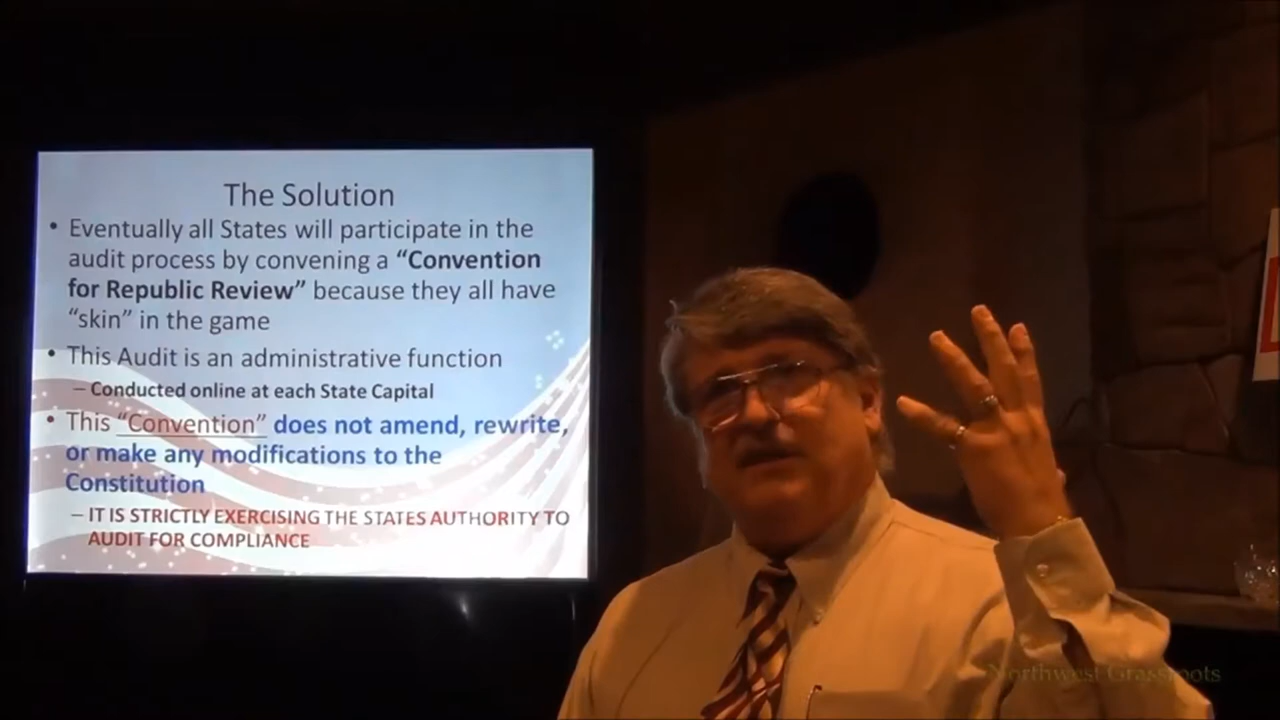 The Solution
• Eventually all States will participate in the
audit process by convening a “Convention
for Republic Review” because they all have
“skin” in the game
• This Audit is an administrative function
– Conducted online at each State Capital
• This “Convention” does not amend, rewrite,
or make any modifications to the
Constitution
– IT IS STRICTLY EXERCISING THE STATES AUTHORITY TO
AUDIT FOR COMPLIANCE
Northwest Grassroots